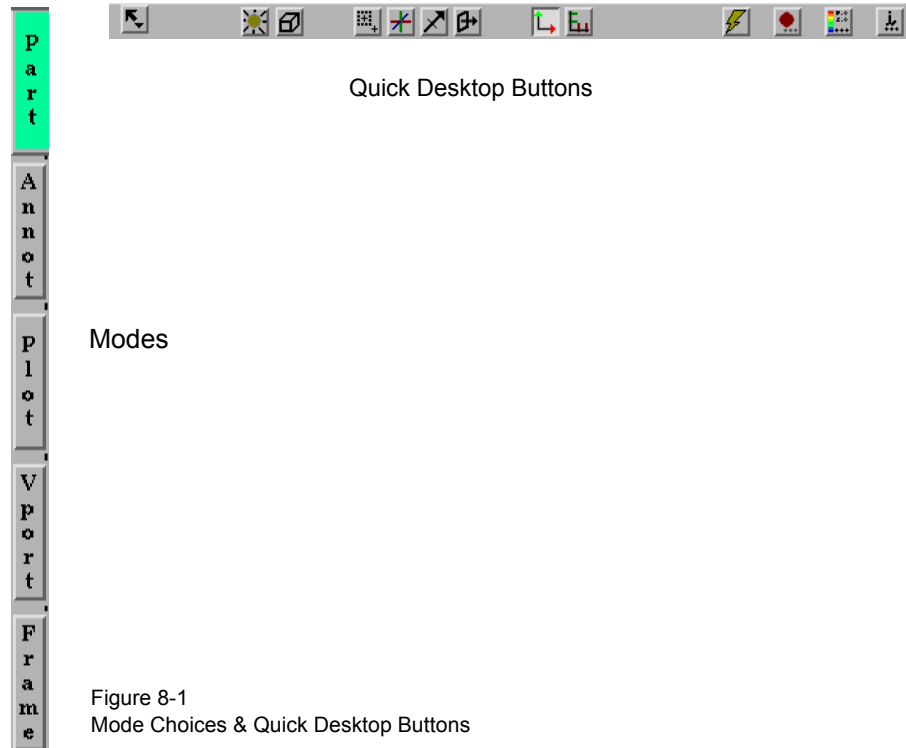 Part
Quick Desktop Buttons
Annot
Plot
Modes
Vport
Frame
Figure 8-1
Mode Choices & Quick Desktop Buttons